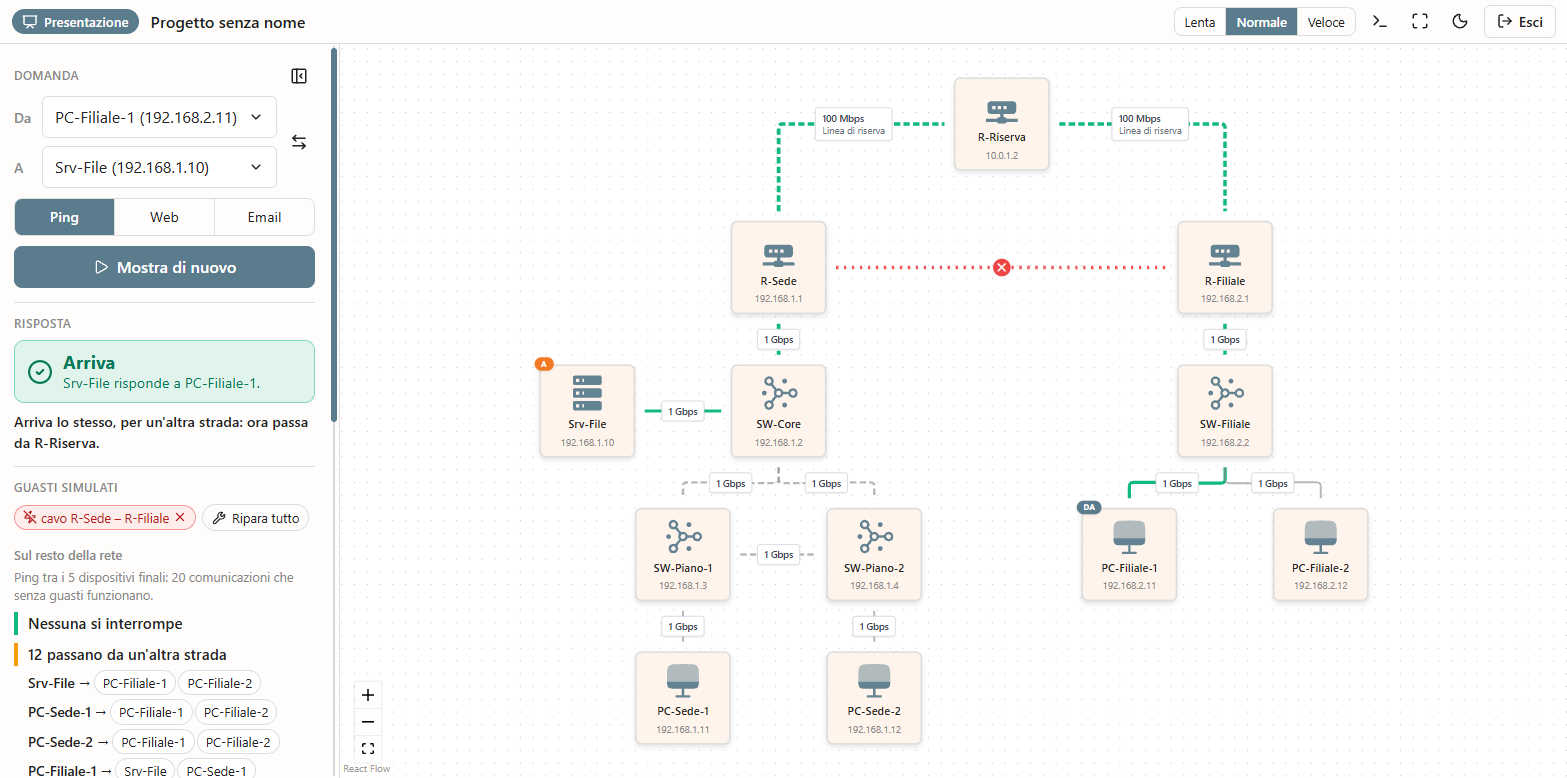 Presentazione
Progetto senza nome
Lenta
Normale
Veloce
Esci
DOMANDA
Da
PC-Filiale-1 (192.168.2.11)
A
Srv-File (192.168.1.10)
Ping
Web
Email
Mostra di nuovo
RISPOSTA
Arriva
Srv-File risponde a PC-Filiale-1.
Arriva lo stesso, per un'altra strada: ora passa
da R-Riserva.
GUASTI SIMULATI
cavo R-Sede – R-Filiale
Ripara tutto
Sul resto della rete
Ping tra i 5 dispositivi finali: 20 comunicazioni che
senza guasti funzionano.
Nessuna si interrompe
12 passano da un'altra strada
Srv-File → PC-Filiale-1 PC-Filiale-2
PC-Sede-1 → PC-Filiale-1 PC-Filiale-2
PC-Sede-2 → PC-Filiale-1 PC-Filiale-2
PC-Filiale-1 → Srv-File PC-Sede-1
100 Mbps
Linea di riserva
R-Riserva
10.0.1.2
100 Mbps
Linea di riserva
R-Sede
192.168.1.1
R-Filiale
192.168.2.1
1 Gbps
1 Gbps
A
Srv-File
192.168.1.10
1 Gbps
SW-Core
192.168.1.2
SW-Filiale
192.168.2.2
1 Gbps
1 Gbps
1 Gbps
1 Gbps
DA
SW-Piano-1
192.168.1.3
1 Gbps
SW-Piano-2
192.168.1.4
PC-Filiale-1
192.168.2.11
PC-Filiale-2
192.168.2.12
1 Gbps
1 Gbps
PC-Sede-1
192.168.1.11
PC-Sede-2
192.168.1.12
React Flow